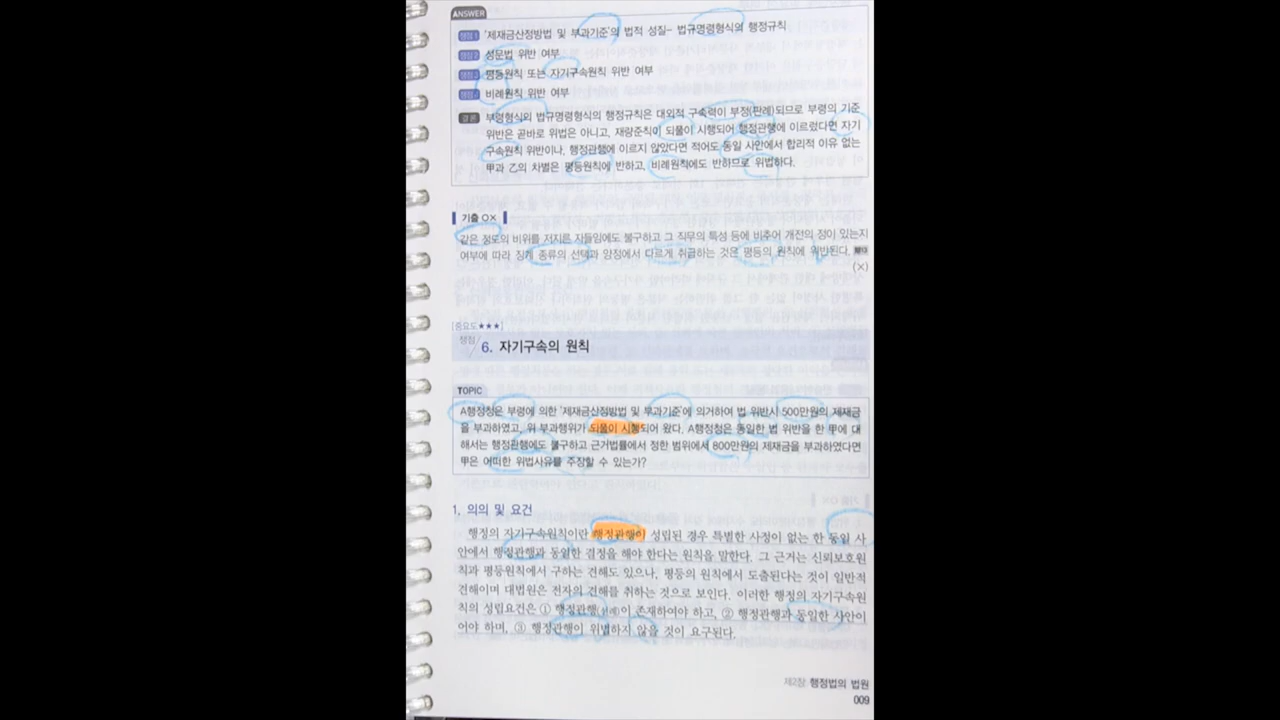 ANSWER
쟁점 1 '제재금산정방법 및 부과기준'의 법적 성질- 법규명령형식의 행정규칙
쟁점 2 성문법 위반 여부
쟁점 3 평등원칙 또는 자기구속원칙 위반 여부
쟁점 4 비례원칙 위반 여부
결론 부령형식의 법규명령형식의 행정규칙은 대외적 구속력이 부정(판례)되므로 부령의 기준
위반은 곧바로 위법은 아니고, 재량준칙이 되풀이 시행되어 행정관행에 이르렀다면 자기
구속원칙 위반이나, 행정관행에 이르지 않았다면 적어도 동일 사안에서 합리적 이유 없는
甲과 乙의 차별은 평등원칙에 반하고, 비례원칙에도 반하므로 위법하다.
기출 OX
같은 정도의 비위를 저지른 자들임에도 불구하고 그 직무의 특성 등에 비추어 개전의 정이 있는지
여부에 따라 징계 종류의 선택과 양정에서 다르게 취급하는 것은 평등의 원칙에 위반된다.
(×)
[중요도★★★]
쟁점 6. 자기구속의 원칙
TOPIC
A행정청은 부령에 의한 '제재금산정방법 및 부과기준'에 의거하여 법 위반시 500만원의 제재금
을 부과하였고, 위 부과행위가 되풀이 시행되어 왔다. A행정청은 동일한 법 위반을 한 甲에 대
해서는 행정관행에도 불구하고 근거법률에서 정한 범위에서 800만원의 제재금을 부과하였다면
甲은 어떠한 위법사유를 주장할 수 있는가?
1. 의의 및 요건
행정의 자기구속원칙이란 행정관행이 성립된 경우 특별한 사정이 없는 한 동일 사
안에서 행정관행과 동일한 결정을 해야 한다는 원칙을 말한다. 그 근거는 신뢰보호원
칙과 평등원칙에서 구하는 견해도 있으나, 평등의 원칙에서 도출된다는 것이 일반적
견해이며 대법원은 전자의 견해를 취하는 것으로 보인다. 이러한 행정의 자기구속원
칙의 성립요건은 ① 행정관행(선례)이 존재하여야 하고, ② 행정관행과 동일한 사안이
어야 하며, ③ 행정관행이 위법하지 않을 것이 요구된다.
제2장 행정법의 법원
009